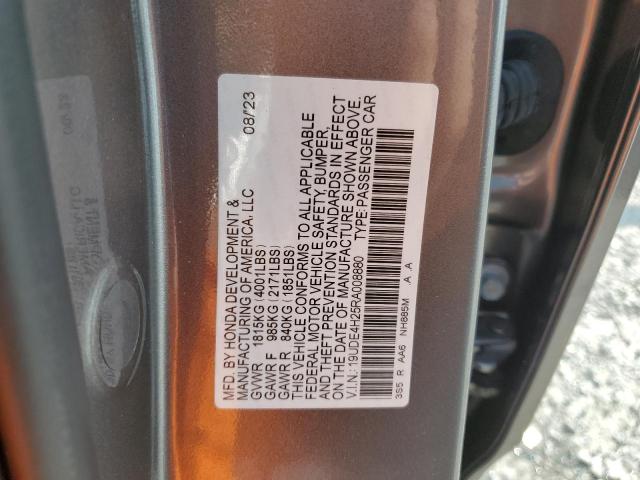 MFD. BY HONDA DEVELOPMENT & 08/23
MANUFACTURING OF AMERICA, LLC
GVWR 1815KG(4001LBS)
GAWR F 985KG(2171LBS)
GAWR R 840KG(1851LBS)
THIS VEHICLE CONFORMS TO ALL APPLICABLE
FEDERAL MOTOR VEHICLE SAFETY, BUMPER,
AND THEFT PREVENTION STANDARDS IN EFFECT
ON THE DATE OF MANUFACTURE SHOWN ABOVE.
V.I.N.:19UDE4H25RA008880 TYPE:PASSENGER CAR
3S5 R AA6 NH885M .A .A